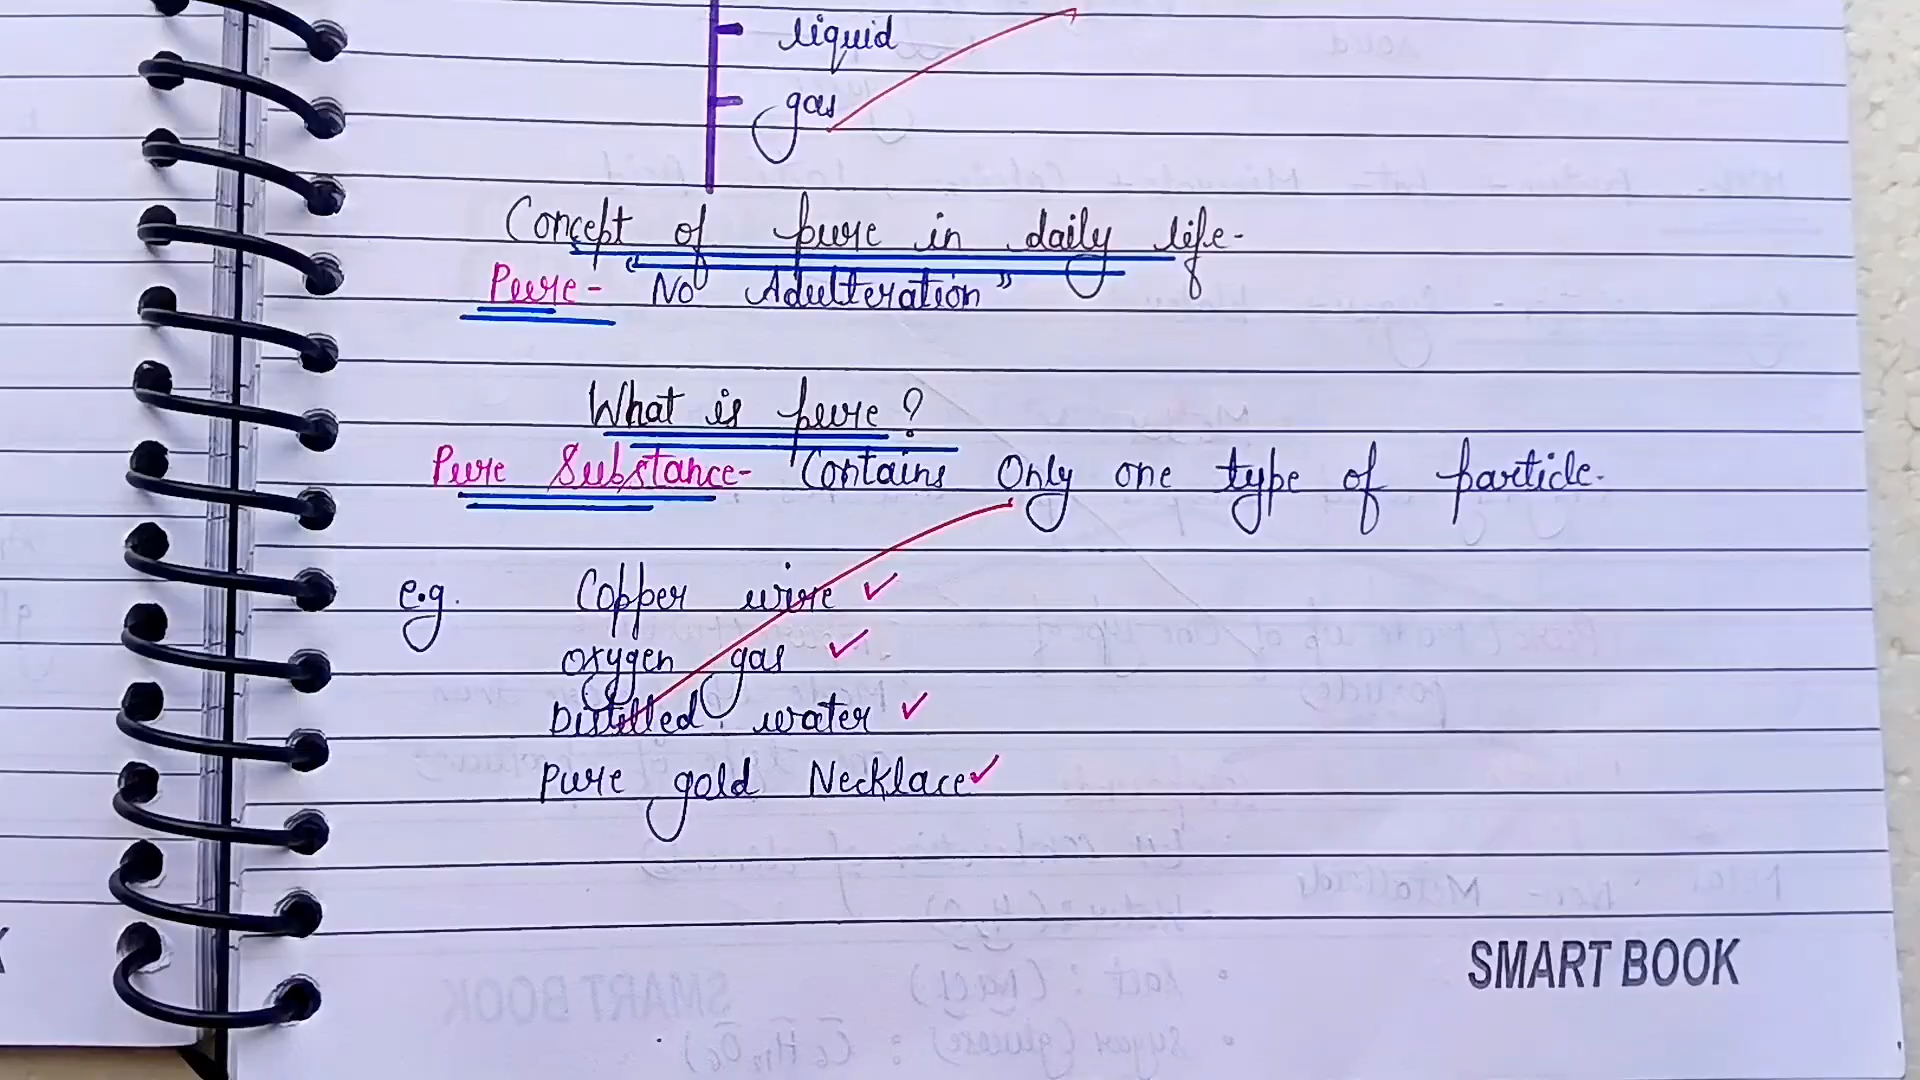 liquid
gas
Concept of pure in daily life-
Pure- "No Adulteration"
What is pure?
Pure Substance- Contains Only one type of particle.
e.g. Copper wire ✓
oxygen gas ✓
Distilled water ✓
Pure gold Necklace ✓
SMART BOOK